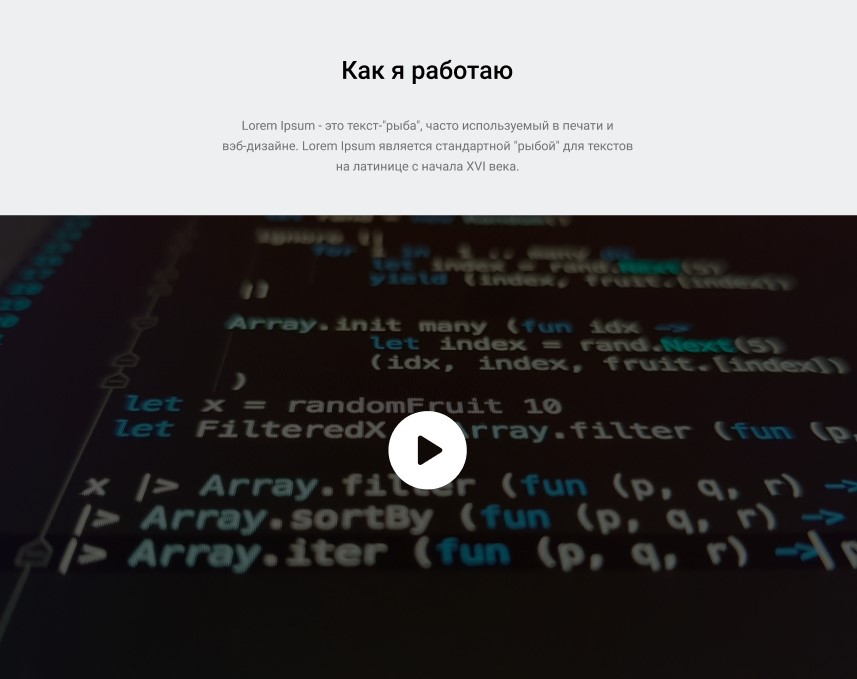 Как я работаю
Lorem Ipsum - это текст-"рыба", часто используемый в печати и
вэб-дизайне. Lorem Ipsum является стандартной "рыбой" для текстов
на латинице с начала XVI века.
for i in 1 .. many do
let index = rand.Next(5)
yield (index, fruit.[index])
|]
Array.init many (fun idx ->
let index = rand.Next(5)
(idx, index, fruit.[index])
)
let x = randomFruit 10
let FilteredX Array.filter (fun (p,
x |> Array.filter (fun (p, q, r) ->
|> Array.sortBy (fun (p, q, r) ->
|> Array.iter (fun (p, q, r) ->